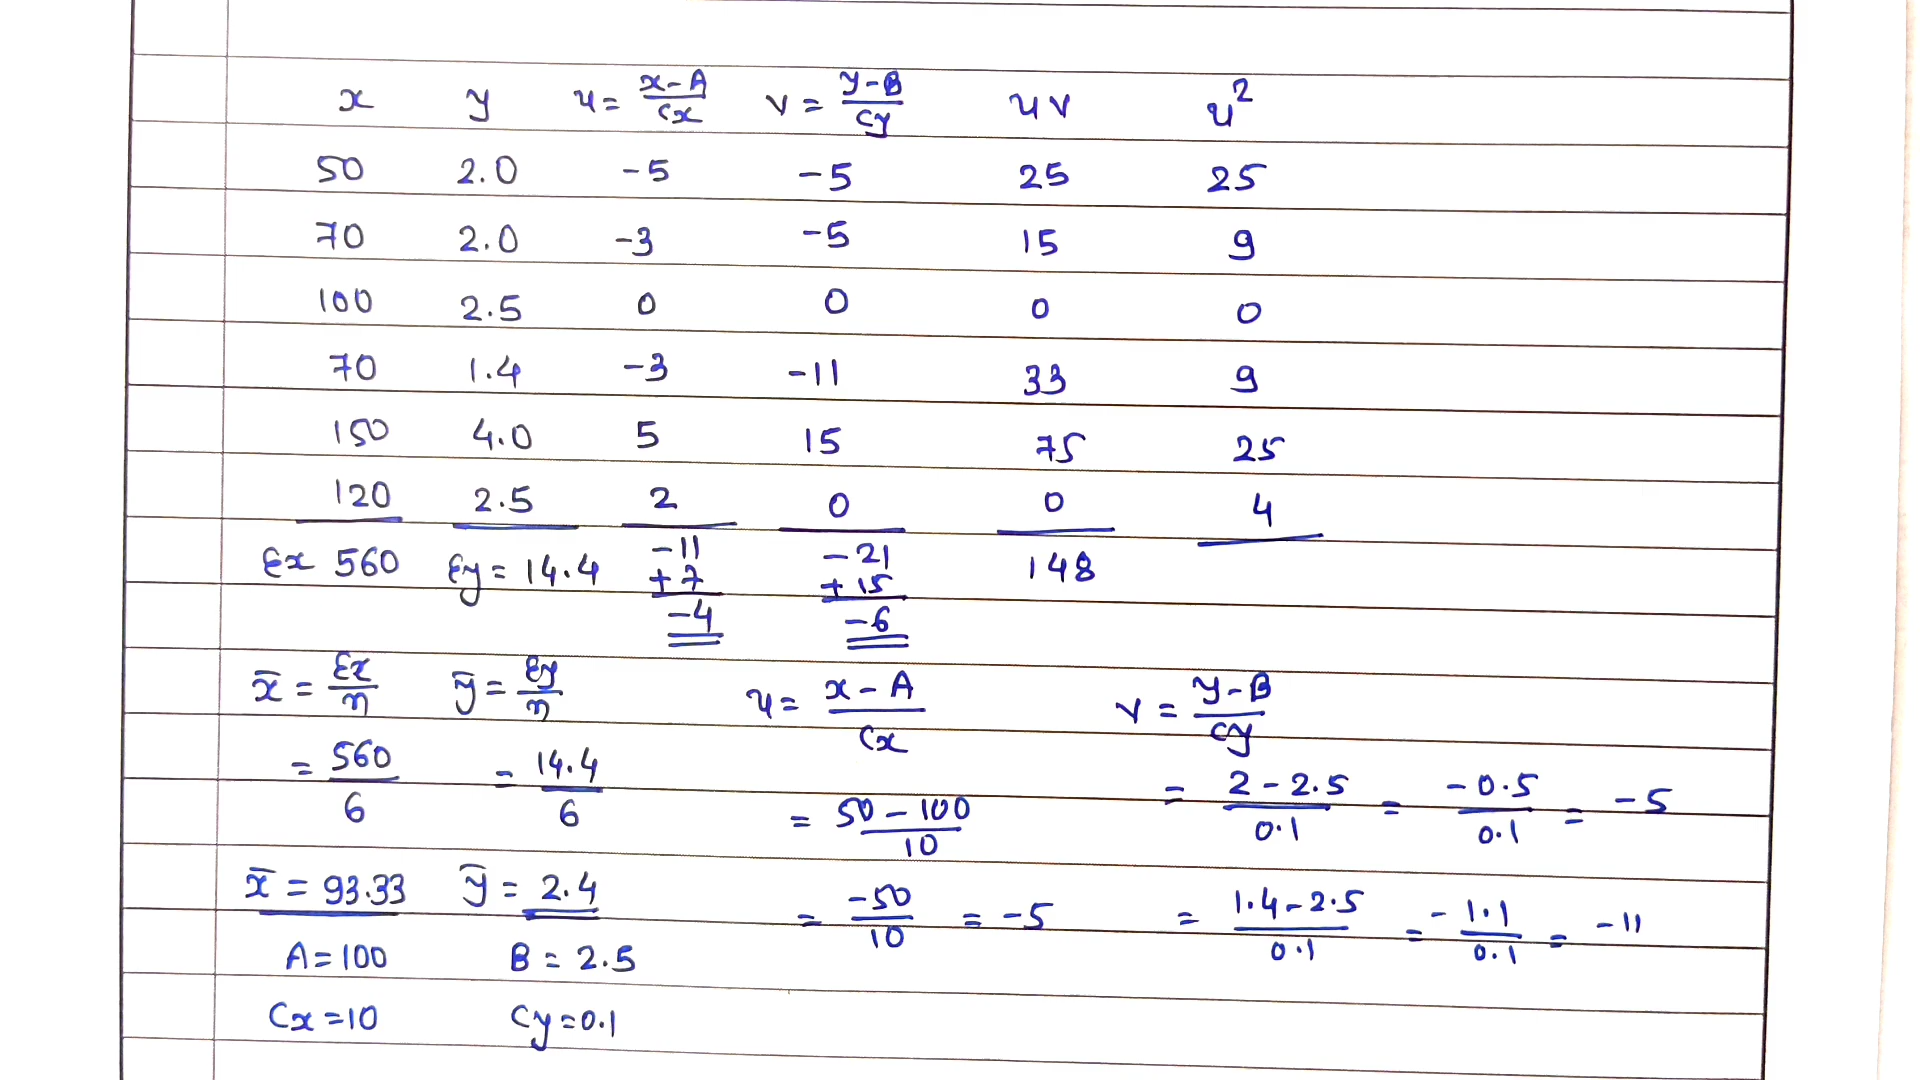 x y u = x-A/Cx v = y-B/Cy uv u²
50 2.0 -5 -5 25 25
70 2.0 -3 -5 15 9
100 2.5 0 0 0 0
70 1.4 -3 -11 33 9
150 4.0 5 15 75 25
120 2.5 2 0 0 4
Σx 560 Σy = 14.4 -11 -21 148
+7 +15
-4 -6
x̄ = Σx/n ȳ = Σy/n u = x-A/Cx v = y-B/Cy
= 560/6 = 14.4/6 = 50-100/10 = 2-2.5/0.1 = -0.5/0.1 = -5
x̄ = 93.33 ȳ = 2.4 = -50/10 = -5 = 1.4-2.5/0.1 = -1.1/0.1 = -11
A = 100 B = 2.5
Cx = 10 Cy = 0.1